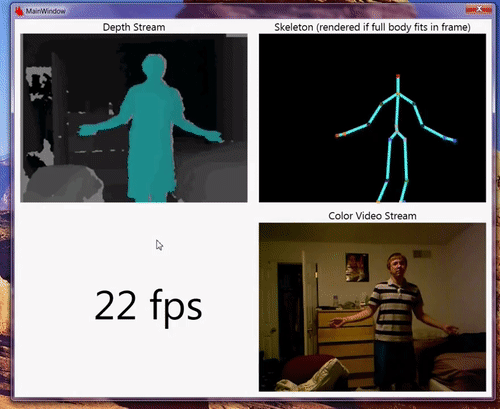 MainWindow
Depth Stream
Skeleton (rendered if full body fits in frame)
22 fps
Color Video Stream